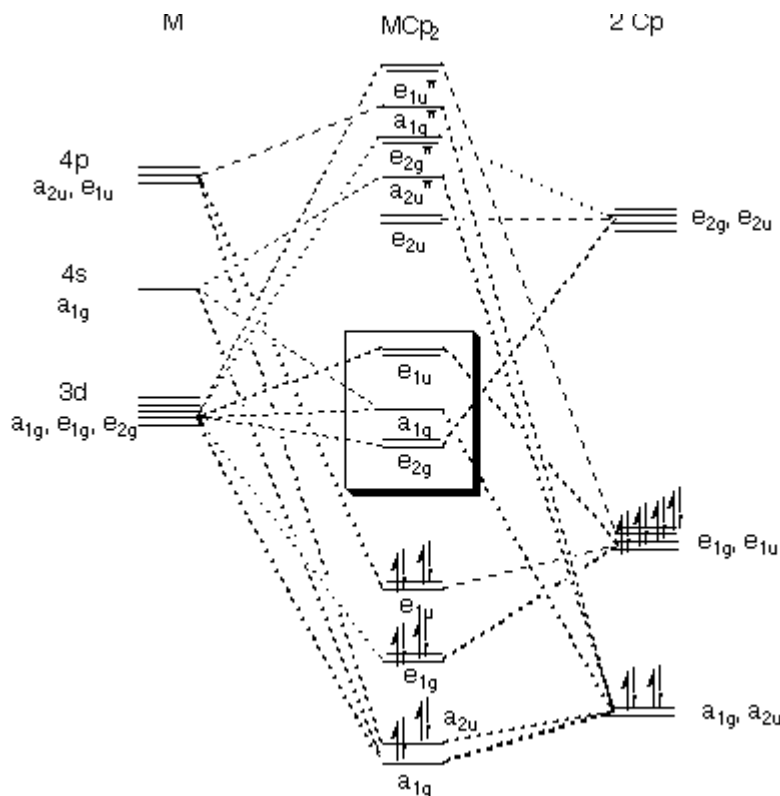 M MCp₂ 2 Cp
e₁ᵤ*
a₁g*
4p
e₂g*
a₂ᵤ, e₁ᵤ
a₂ᵤ*
e₂g, e₂ᵤ
e₂ᵤ
4s
a₁g
e₁ᵤ
3d
a₁g, e₁g, e₂g
a₁g
e₂g
e₁g, e₁ᵤ
e₁ᵤ
e₁g
a₂ᵤ
a₁g, a₂ᵤ
a₁g